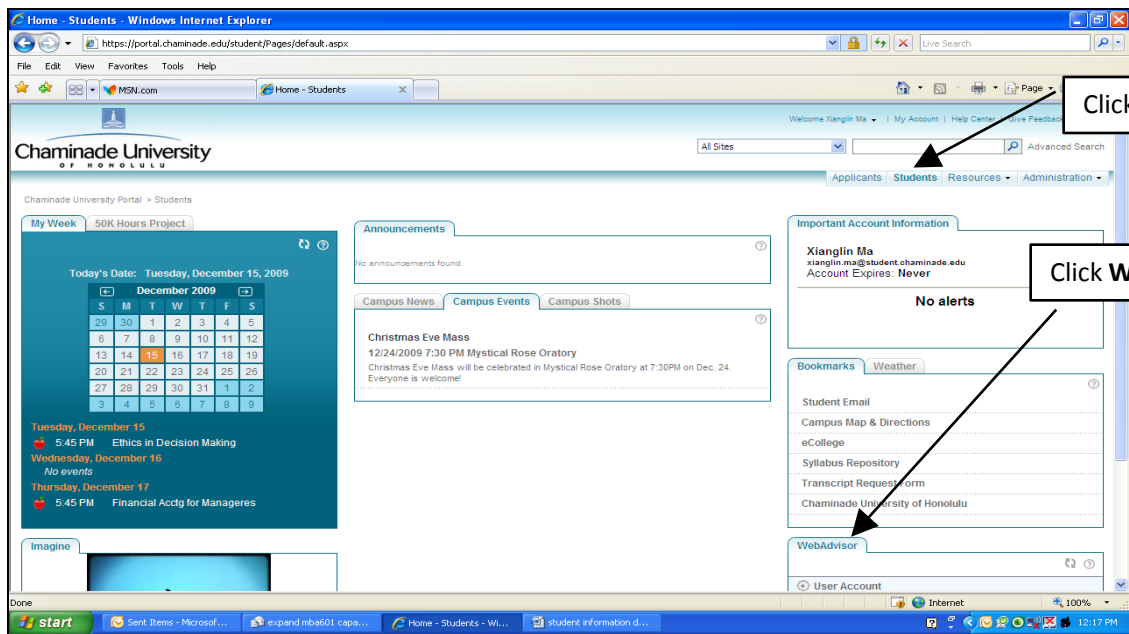 Home - Students - Windows Internet Explorer
https://portal.chaminade.edu/student/Pages/default.aspx
Live Search
File Edit View Favorites Tools Help
MSN.com
Home - Students
Page
Click
Welcome Xianglin Ma | My Account | Help Center | Give Feedback
Chaminade University
OF HONOLULU
All Sites
Advanced Search
Applicants Students Resources Administration
Chaminade University Portal > Students
My Week 50K Hours Project
Today's Date: Tuesday, December 15, 2009
December 2009
S M T W T F S
29 30 1 2 3 4 5
6 7 8 9 10 11 12
13 14 15 16 17 18 19
20 21 22 23 24 25 26
27 28 29 30 31 1 2
3 4 5 6 7 8 9
Tuesday, December 15
5:45 PM Ethics in Decision Making
Wednesday, December 16
No events
Thursday, December 17
5:45 PM Financial Acctg for Manageres
Imagine
Announcements
No announcements found.
Campus News Campus Events Campus Shots
Christmas Eve Mass
12/24/2009 7:30 PM Mystical Rose Oratory
Christmas Eve Mass will be celebrated in Mystical Rose Oratory at 7:30PM on Dec. 24.
Everyone is welcome!
Important Account Information
Xianglin Ma
xianglin.ma@student.chaminade.edu
Account Expires: Never
Click W
No alerts
Bookmarks Weather
Student Email
Campus Map & Directions
eCollege
Syllabus Repository
Transcript Request Form
Chaminade University of Honolulu
WebAdvisor
User Account
Done
Internet
100%
start
Sent Items - Microsof...
expand mba601 capa...
Home - Students - Wi...
student information d...
12:17 PM